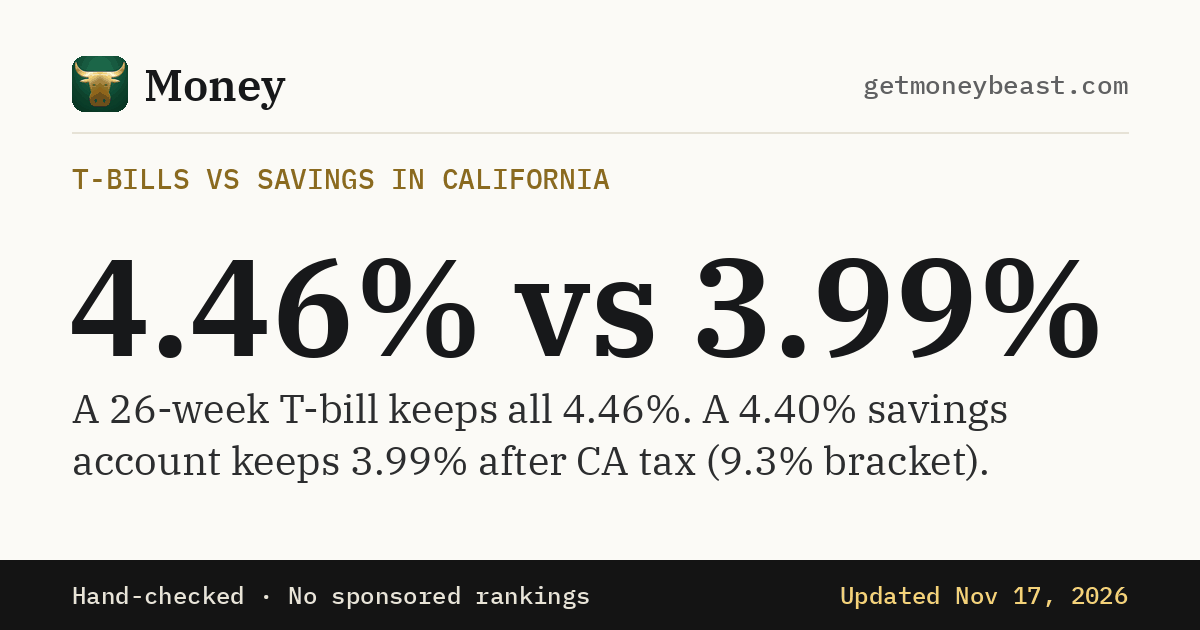 Money
getmoneybeast.com
T-BILLS VS SAVINGS IN CALIFORNIA
4.46% vs 3.99%
A 26-week T-bill keeps all 4.46%. A 4.40% savings
account keeps 3.99% after CA tax (9.3% bracket).
Hand-checked · No sponsored rankings
Updated Nov 17, 2026